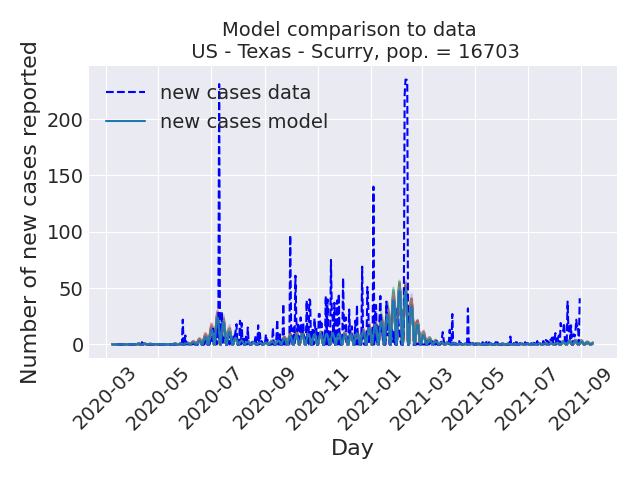 Model comparison to data
US - Texas - Scurry, pop. = 16703
Number of new cases reported
new cases data
new cases model
200
150
100
50
0
2020-03
2020-05
2020-07
2020-09
2020-11
2021-01
2021-03
2021-05
2021-07
2021-09
Day